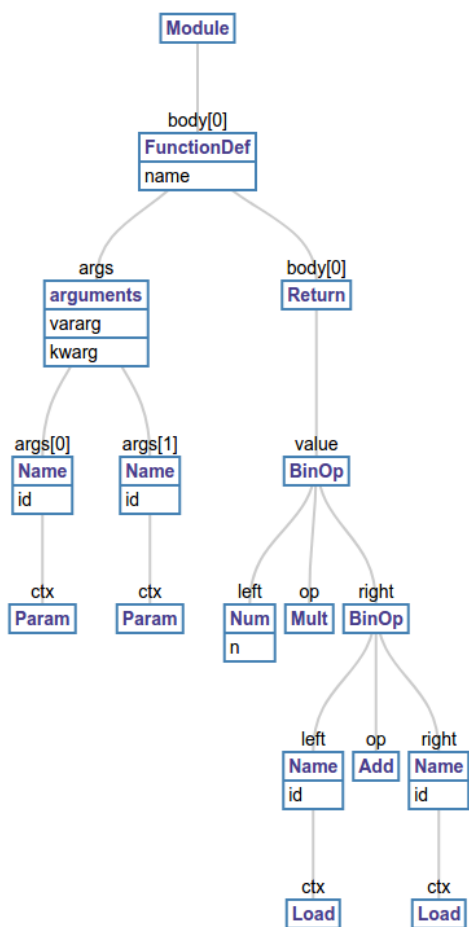 Module
body[0]
FunctionDef
name
args
arguments
vararg
kwarg
body[0]
Return
args[0]
Name
id
args[1]
Name
id
value
BinOp
ctx
Param
ctx
Param
left
Num
n
op
Mult
right
BinOp
left
Name
id
op
Add
right
Name
id
ctx
Load
ctx
Load